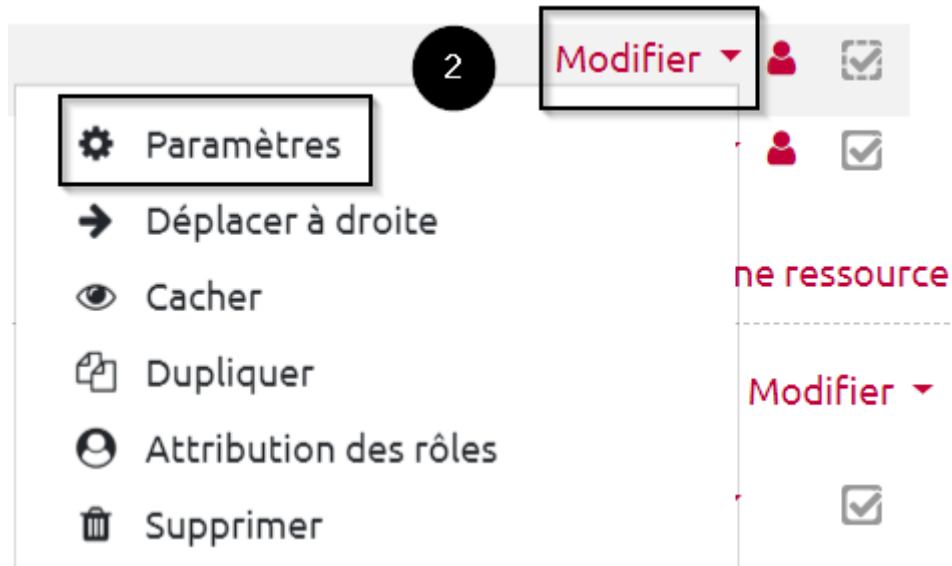 2 Modifier
Paramètres
Déplacer à droite
Cacher
ne ressource
Dupliquer
Modifier
Attribution des rôles
Supprimer